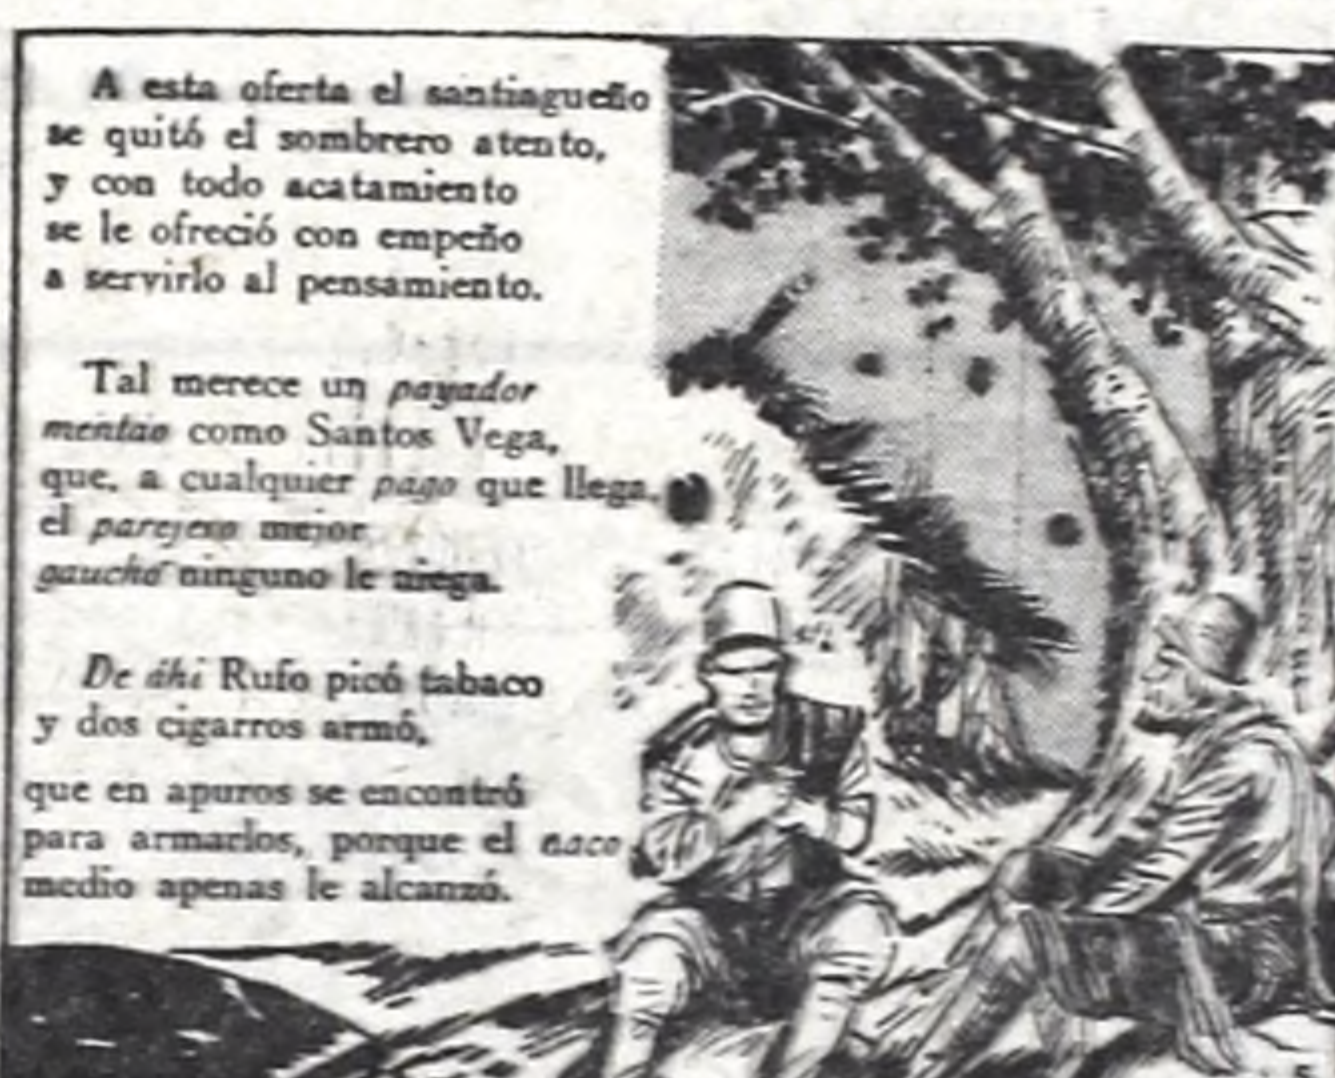 A esta oferta el santiagueño
se quitó el sombrero atento,
y con todo acatamiento
se le ofreció con empeño
a servirlo al pensamiento.
Tal merece un payador
mentao como Santos Vega,
que, a cualquier pago que llega,
el parejero mejor
gaucho ninguno le niega.
De áhi Rufo picó tabaco
y dos cigarros armó,
que en apuros se encontró
para armarlos, porque el naco
medio apenas le alcanzó.